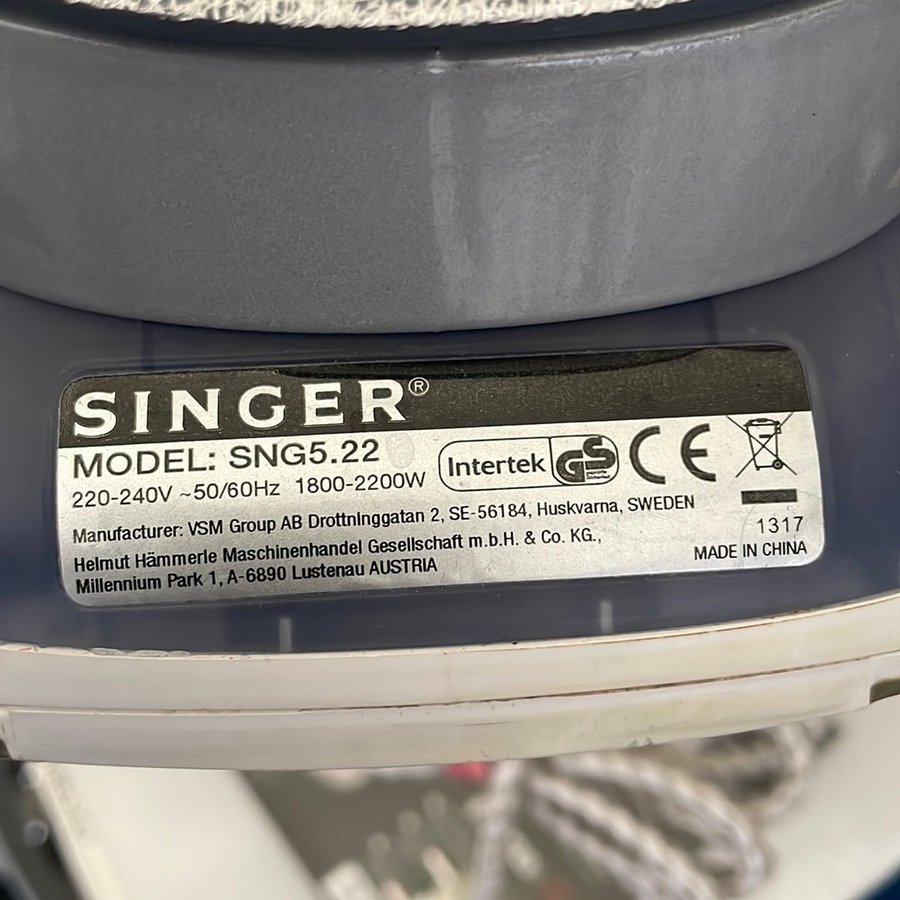 SINGER®
MODEL: SNG5.22
220-240V ~50/60Hz 1800-2200W
Intertek GS
geprüfte Sicherheit
CE
Manufacturer: VSM Group AB Drottninggatan 2, SE-56184, Huskvarna, SWEDEN
Helmut Hämmerle Maschinenhandel Gesellschaft m.b.H. & Co. KG.,
Millennium Park 1, A-6890 Lustenau AUSTRIA
1317
MADE IN CHINA